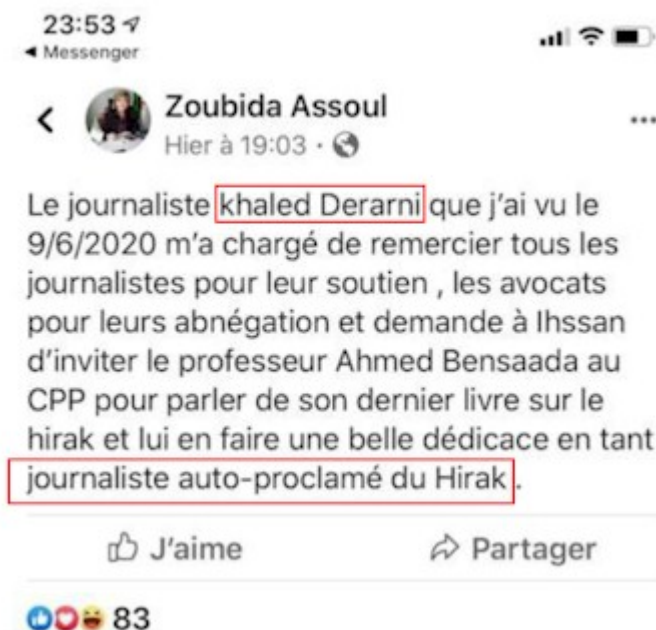 23:53
Messenger
Zoubida Assoul
Hier à 19:03
Le journaliste khaled Derarni que j'ai vu le
9/6/2020 m'a chargé de remercier tous les
journalistes pour leur soutien , les avocats
pour leurs abnégation et demande à Ihssan
d'inviter le professeur Ahmed Bensaada au
CPP pour parler de son dernier livre sur le
hirak et lui en faire une belle dédicace en tant
journaliste auto-proclamé du Hirak .
J'aime
Partager
83